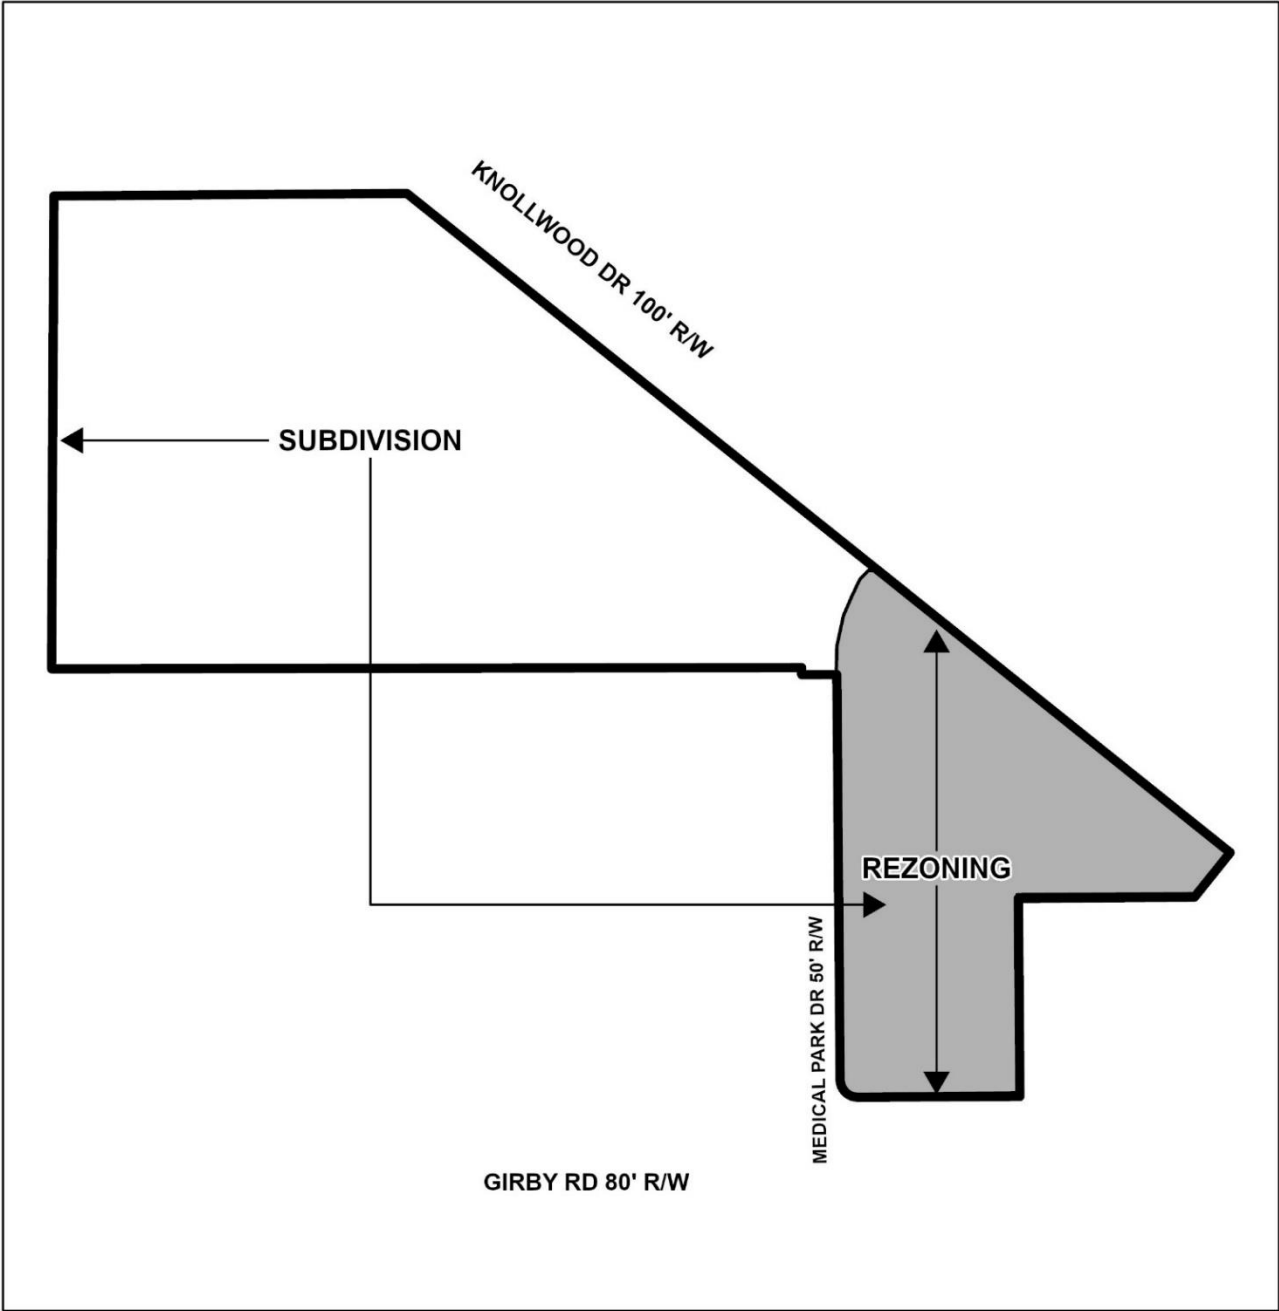 KNOLLWOOD DR 100' R/W
SUBDIVISION
REZONING
MEDICAL PARK DR 50' R/W
GIRBY RD 80' R/W